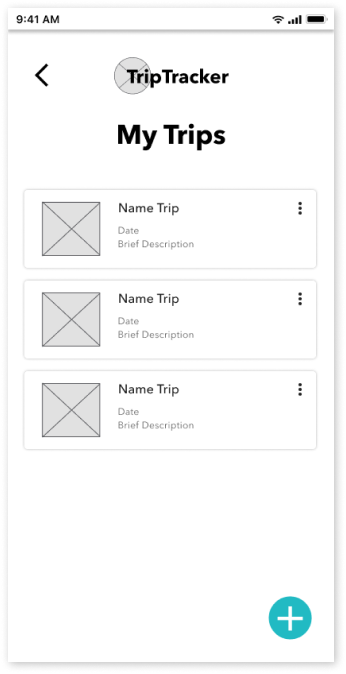 9:41 AM
TripTracker
My Trips
Name Trip
Date
Brief Description
Name Trip
Date
Brief Description
Name Trip
Date
Brief Description